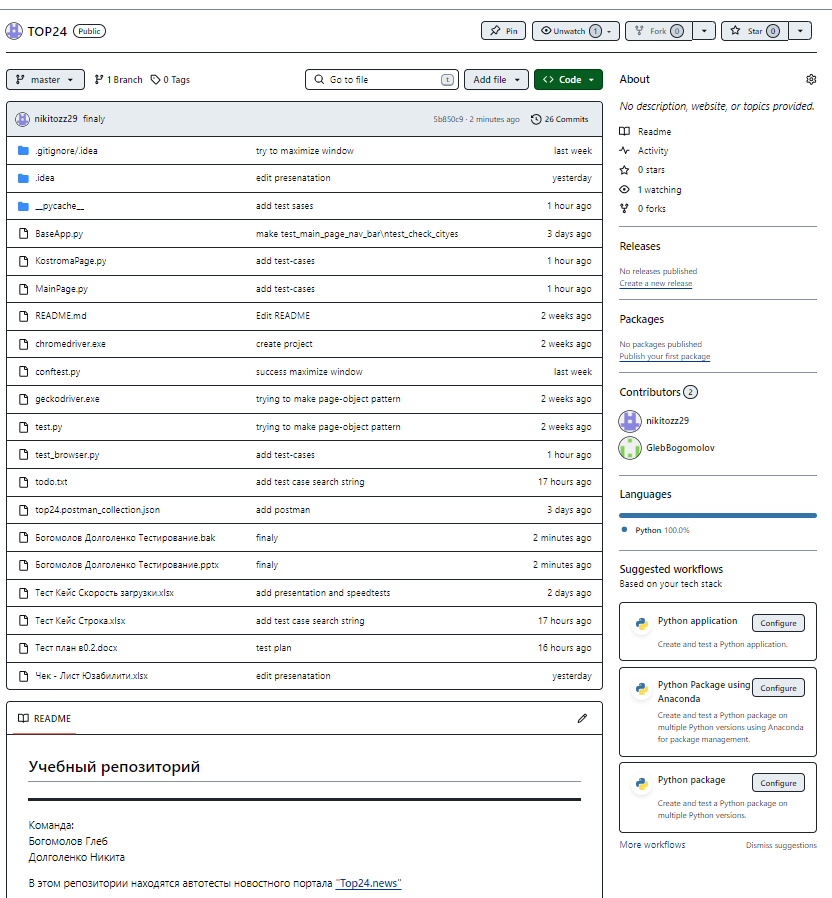 TOP24 Public
Pin
Unwatch 1
Fork 0
Star 0
master
1 Branch
0 Tags
Go to file t
Add file
Code
nikitozz29 finaly 5b850c9 · 2 minutes ago 26 Commits
.gitignore/.idea try to maximize window last week
.idea edit presenatation yesterday
__pycache__ add test sases 1 hour ago
BaseApp.py make test_main_page_nav_bar\ntest_check_cityes 3 days ago
KostromaPage.py add test-cases 1 hour ago
MainPage.py add test-cases 1 hour ago
README.md Edit README 2 weeks ago
chromedriver.exe create project 2 weeks ago
conftest.py success maximize window last week
geckodriver.exe trying to make page-object pattern 2 weeks ago
test.py trying to make page-object pattern 2 weeks ago
test_browser.py add test-cases 1 hour ago
todo.txt add test case search string 17 hours ago
top24.postman_collection.json add postman 3 days ago
Богомолов Долголенко Тестирование.bak finaly 2 minutes ago
Богомолов Долголенко Тестирование.pptx finaly 2 minutes ago
Тест Кейс Скорость загрузки.xlsx add presentation and speedtests 2 days ago
Тест Кейс Строка.xlsx add test case search string 17 hours ago
Тест план в0.2.docx test plan 16 hours ago
Чек - Лист Юзабилити.xlsx edit presenatation yesterday
README
Учебный репозиторий
Команда:
Богомолов Глеб
Долголенко Никита
В этом репозитории находятся автотесты новостного портала "Top24.news"
About
No description, website, or topics provided.
Readme
Activity
0 stars
1 watching
0 forks
Releases
No releases published
Create a new release
Packages
No packages published
Publish your first package
Contributors 2
nikitozz29
GlebBogomolov
Languages
Python 100.0%
Suggested workflows
Based on your tech stack
Python application Configure
Create and test a Python application.
Python Package using Configure
Anaconda
Create and test a Python package on
multiple Python versions using Anaconda
for package management.
Python package Configure
Create and test a Python package on
multiple Python versions.
More workflows Dismiss suggestions